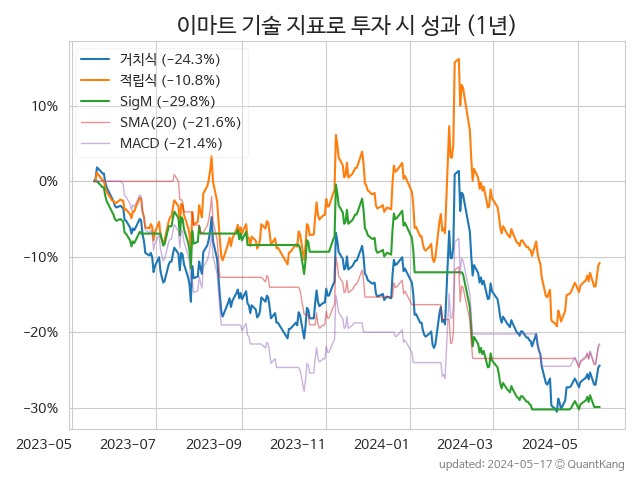 이마트 기술 지표로 투자 시 성과 (1년)
거치식 (−24.3%)
적립식 (−10.8%)
SigM (−29.8%)
SMA(20) (−21.6%)
MACD (−21.4%)
10%
0%
−10%
−20%
−30%
2023−05 2023−07 2023−09 2023−11 2024−01 2024−03 2024−05
updated: 2024−05−17 © QuantKang